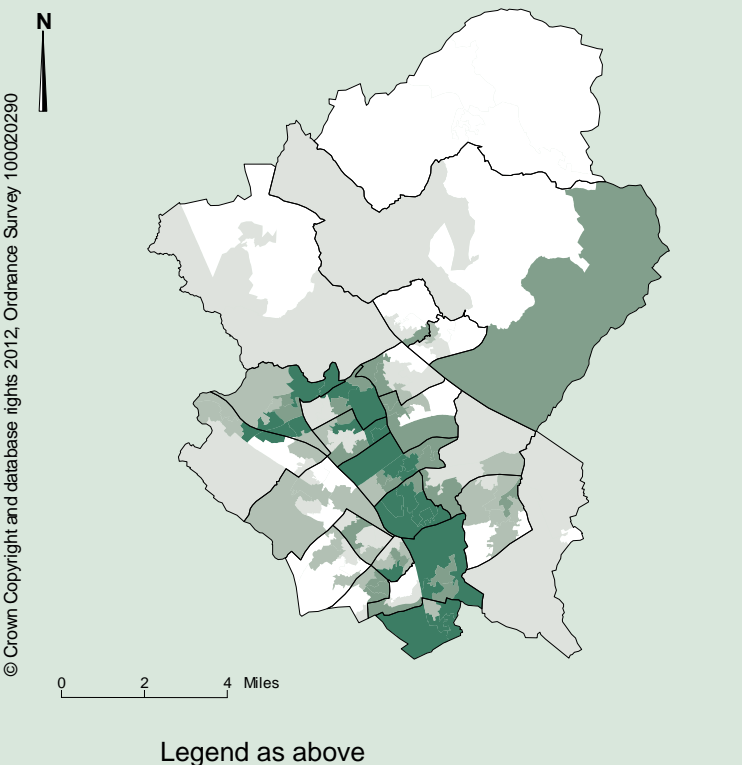 N
© Crown Copyright and database rights 2012, Ordnance Survey 100020290
0 2 4 Miles
Legend as above